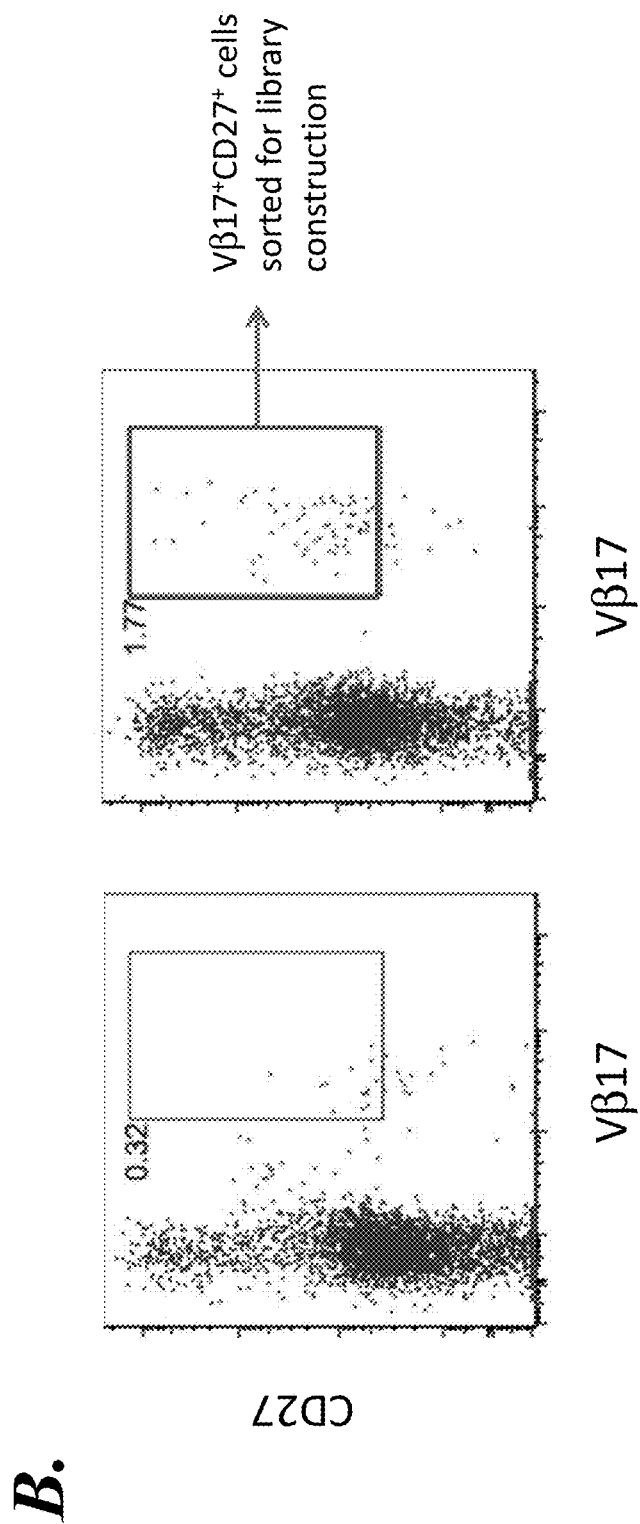 B.
CD27
0.32
1.77
Vβ17
Vβ17
Vβ17⁺CD27⁺ cells
sorted for library
construction